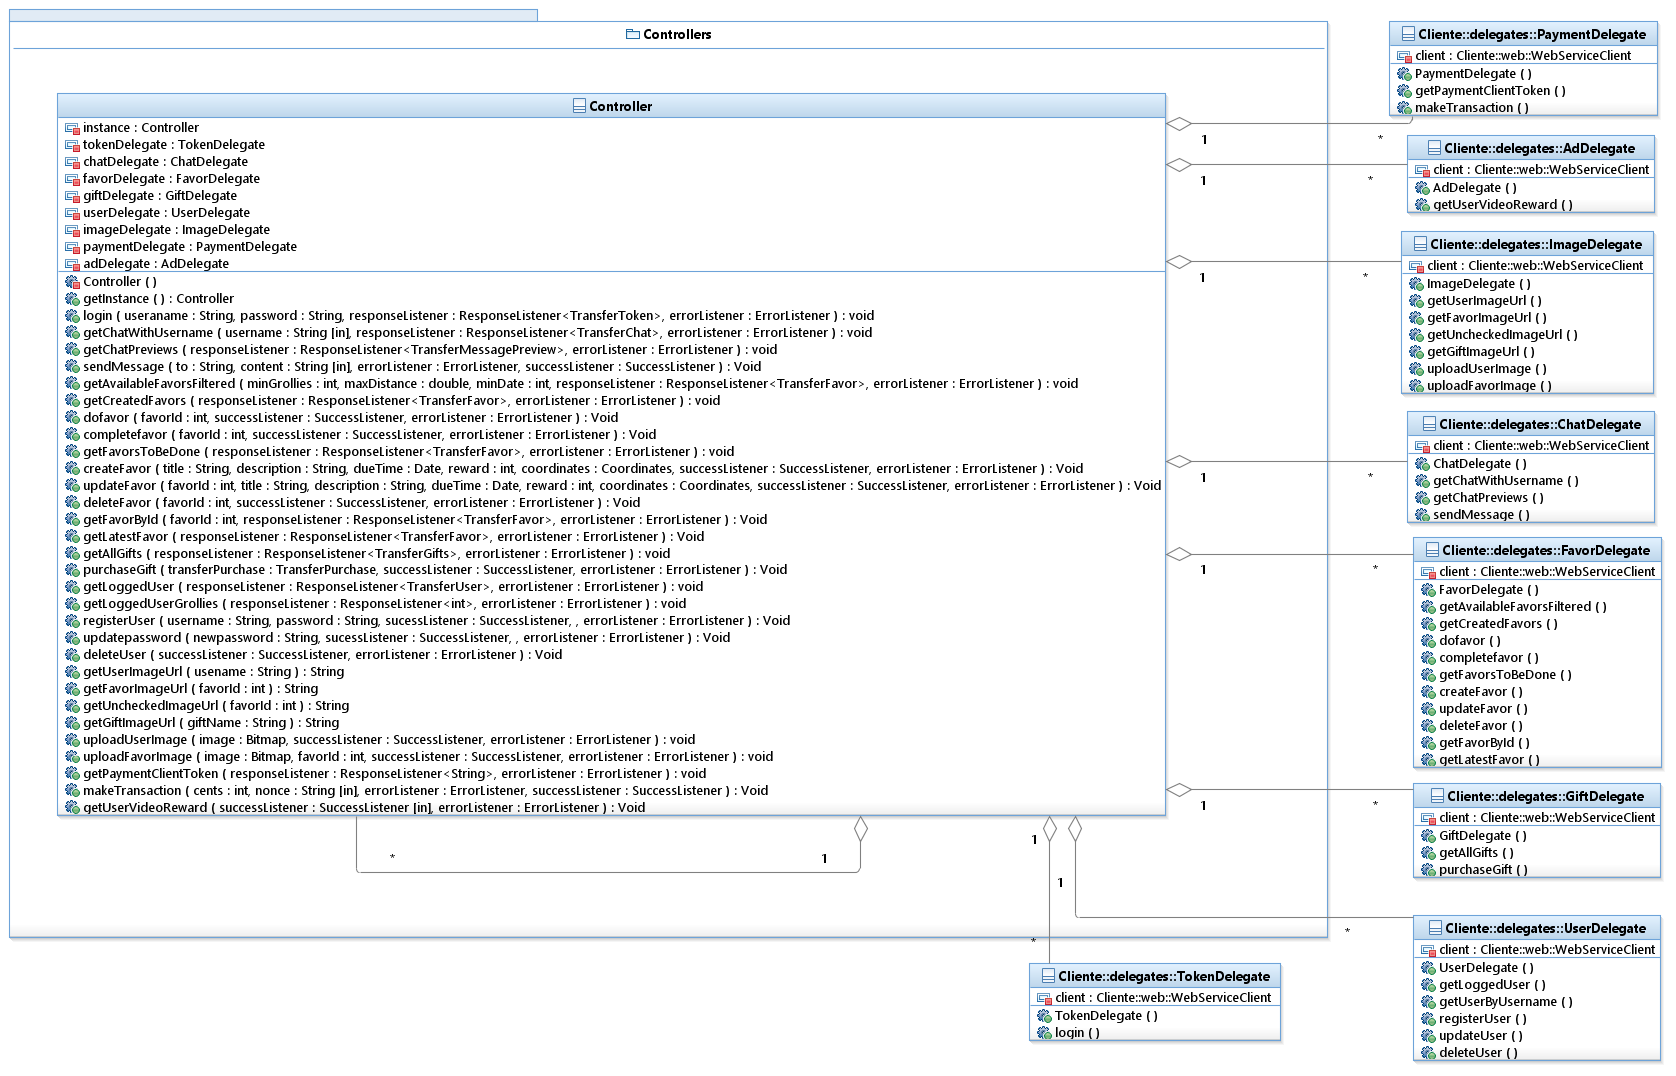 Controllers
Controller
instance : Controller
tokenDelegate : TokenDelegate
chatDelegate : ChatDelegate
favorDelegate : FavorDelegate
giftDelegate : GiftDelegate
userDelegate : UserDelegate
imageDelegate : ImageDelegate
paymentDelegate : PaymentDelegate
adDelegate : AdDelegate
Controller ( )
getInstance ( ) : Controller
login ( useraname : String, password : String, responseListener : ResponseListener<TransferToken>, errorListener : ErrorListener ) : void
getChatWithUsername ( username : String [in], responseListener : ResponseListener<TransferChat>, errorListener : ErrorListener ) : void
getChatPreviews ( responseListener : ResponseListener<TransferMessagePreview>, errorListener : ErrorListener ) : void
sendMessage ( to : String, content : String [in], errorListener : ErrorListener, successListener : SuccessListener ) : Void
getAvailableFavorsFiltered ( minGrollies : int, maxDistance : double, minDate : int, responseListener : ResponseListener<TransferFavor>, errorListener : ErrorListener ) : void
getCreatedFavors ( responseListener : ResponseListener<TransferFavor>, errorListener : ErrorListener ) : void
dofavor ( favorId : int, successListener : SuccessListener, errorListener : ErrorListener ) : Void
completefavor ( favorId : int, successListener : SuccessListener, errorListener : ErrorListener ) : Void
getFavorsToBeDone ( responseListener : ResponseListener<TransferFavor>, errorListener : ErrorListener ) : void
createFavor ( title : String, description : String, dueTime : Date, reward : int, coordinates : Coordinates, successListener : SuccessListener, errorListener : ErrorListener ) : Void
updateFavor ( favorId : int, title : String, description : String, dueTime : Date, reward : int, coordinates : Coordinates, successListener : SuccessListener, errorListener : ErrorListener ) : Void
deleteFavor ( favorId : int, successListener : SuccessListener, errorListener : ErrorListener ) : Void
getFavorById ( favorId : int, responseListener : ResponseListener<TransferFavor>, errorListener : ErrorListener ) : Void
getLatestFavor ( responseListener : ResponseListener<TransferFavor>, errorListener : ErrorListener ) : Void
getAllGifts ( responseListener : ResponseListener<TransferGifts>, errorListener : ErrorListener ) : void
purchaseGift ( transferPurchase : TransferPurchase, successListener : SuccessListener, errorListener : ErrorListener ) : Void
getLoggedUser ( responseListener : ResponseListener<TransferUser>, errorListener : ErrorListener ) : void
getLoggedUserGrollies ( responseListener : ResponseListener<int>, errorListener : ErrorListener ) : void
registerUser ( username : String, password : String, sucessListener : SuccessListener, , errorListener : ErrorListener ) : Void
updatepassword ( newpassword : String, sucessListener : SuccessListener, , errorListener : ErrorListener ) : Void
deleteUser ( successListener : SuccessListener, errorListener : ErrorListener ) : Void
getUserImageUrl ( usename : String ) : String
getFavorImageUrl ( favorId : int ) : String
getUncheckedImageUrl ( favorId : int ) : String
getGiftImageUrl ( giftName : String ) : String
uploadUserImage ( image : Bitmap, successListener : SuccessListener, errorListener : ErrorListener ) : void
uploadFavorImage ( image : Bitmap, favorId : int, successListener : SuccessListener, errorListener : ErrorListener ) : void
getPaymentClientToken ( responseListener : ResponseListener<String>, errorListener : ErrorListener ) : void
makeTransaction ( cents : int, nonce : String [in], errorListener : ErrorListener, successListener : SuccessListener ) : Void
getUserVideoReward ( successListener : SuccessListener [in], errorListener : ErrorListener ) : Void
* 1
1
1
*
1 *
1 *
1 *
1 *
1 *
1 *
*
Cliente::delegates::PaymentDelegate
client : Cliente::web::WebServiceClient
PaymentDelegate ( )
getPaymentClientToken ( )
makeTransaction ( )
Cliente::delegates::AdDelegate
client : Cliente::web::WebServiceClient
AdDelegate ( )
getUserVideoReward ( )
Cliente::delegates::ImageDelegate
client : Cliente::web::WebServiceClient
ImageDelegate ( )
getUserImageUrl ( )
getFavorImageUrl ( )
getUncheckedImageUrl ( )
getGiftImageUrl ( )
uploadUserImage ( )
uploadFavorImage ( )
Cliente::delegates::ChatDelegate
client : Cliente::web::WebServiceClient
ChatDelegate ( )
getChatWithUsername ( )
getChatPreviews ( )
sendMessage ( )
Cliente::delegates::FavorDelegate
client : Cliente::web::WebServiceClient
FavorDelegate ( )
getAvailableFavorsFiltered ( )
getCreatedFavors ( )
dofavor ( )
completefavor ( )
getFavorsToBeDone ( )
createFavor ( )
updateFavor ( )
deleteFavor ( )
getFavorById ( )
getLatestFavor ( )
Cliente::delegates::GiftDelegate
client : Cliente::web::WebServiceClient
GiftDelegate ( )
getAllGifts ( )
purchaseGift ( )
Cliente::delegates::UserDelegate
client : Cliente::web::WebServiceClient
UserDelegate ( )
getLoggedUser ( )
getUserByUsername ( )
registerUser ( )
updateUser ( )
deleteUser ( )
Cliente::delegates::TokenDelegate
client : Cliente::web::WebServiceClient
TokenDelegate ( )
login ( )